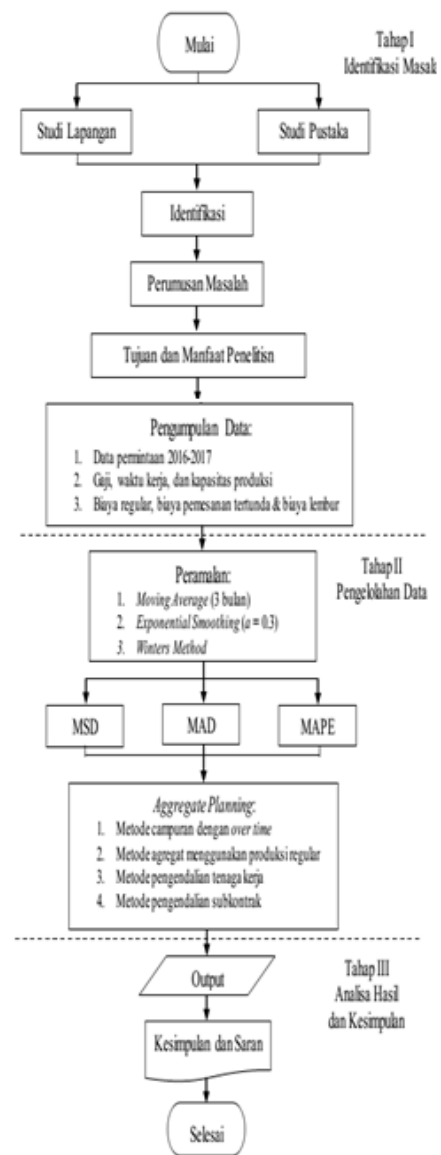 Mulai
Tahap I
Identifikasi Masal
Studi Lapangan
Studi Pustaka
Identifikasi
Perumusan Masalah
Tujuan dan Manfaat Penelitisn
Pengumpulan Data:
1. Data permintaan 2016-2017
2. Gaji, waktu kerja, dan kapasitas produksi
3. Biaya regular, biaya pemesanan tertunda & biaya lembur
Tahap II
Pengelolahan Data
Peramalan:
1. Moving Average (3 bulan)
2. Exponential Smoothing (a = 0.3)
3. Winters Method
MSD
MAD
MAPE
Aggregate Planning:
1. Metode campuran dengan over time
2. Metode agregat menggunakan produksi regular
3. Metode pengendalian tenaga kerja
4. Metode pengendalian subkontrak
Tahap III
Analisa Hasil
dan Kesimpulan
Output
Kesimpulan dan Saran
Selesai